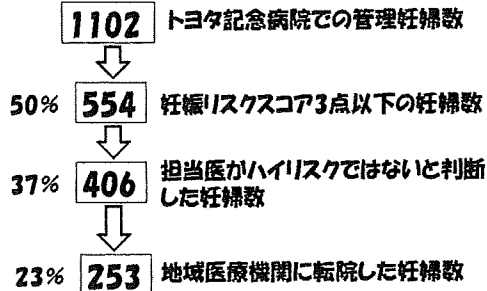 1102 トヨタ記念病院での管理妊婦数
50% 554 妊娠リスクスコア3点以下の妊婦数
37% 406 担当医がハイリスクではないと判断
した妊婦数
23% 253 地域医療機関に転院した妊婦数